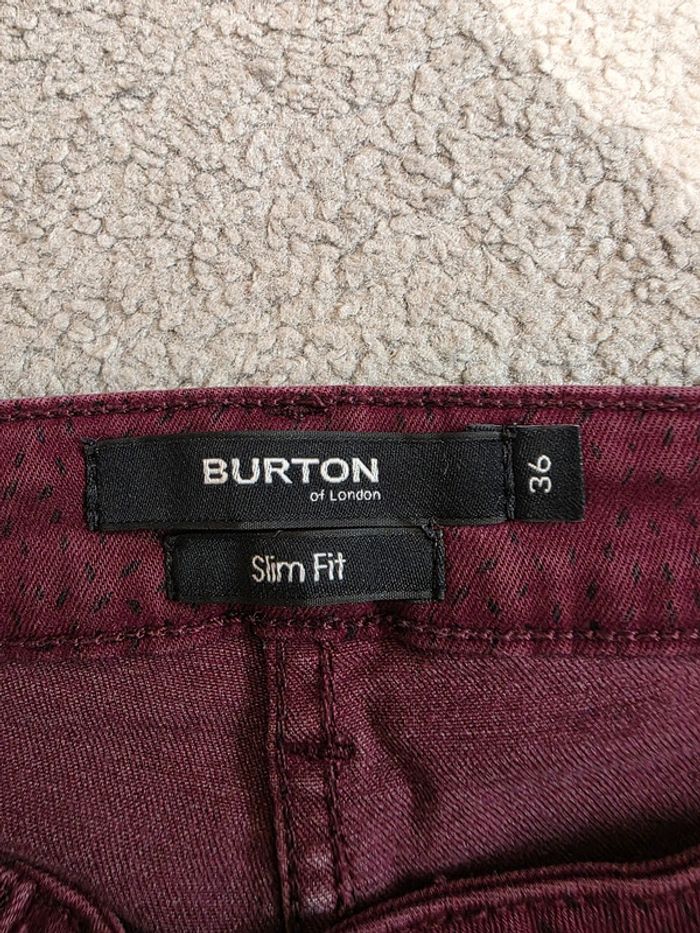 BURTON
of London
36
Slim Fit